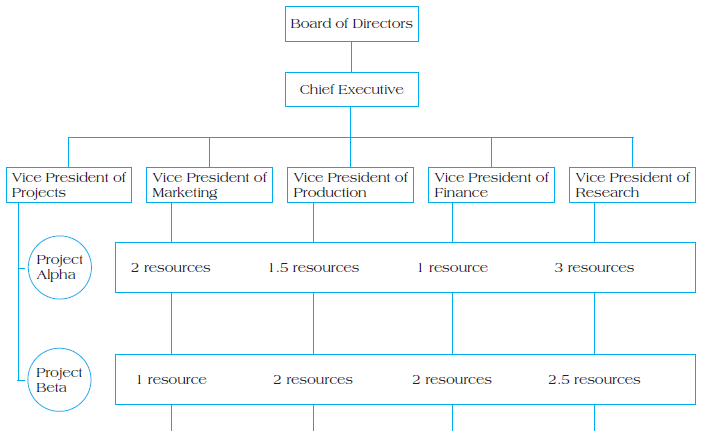 Board of Directors
Chief Executive
Vice President of
Projects
Vice President of
Marketing
Vice President of
Production
Vice President of
Finance
Vice President of
Research
Project
Alpha
2 resources
1.5 resources
1 resource
3 resources
Project
Beta
1 resource
2 resources
2 resources
2.5 resources